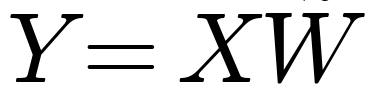 Y = XW